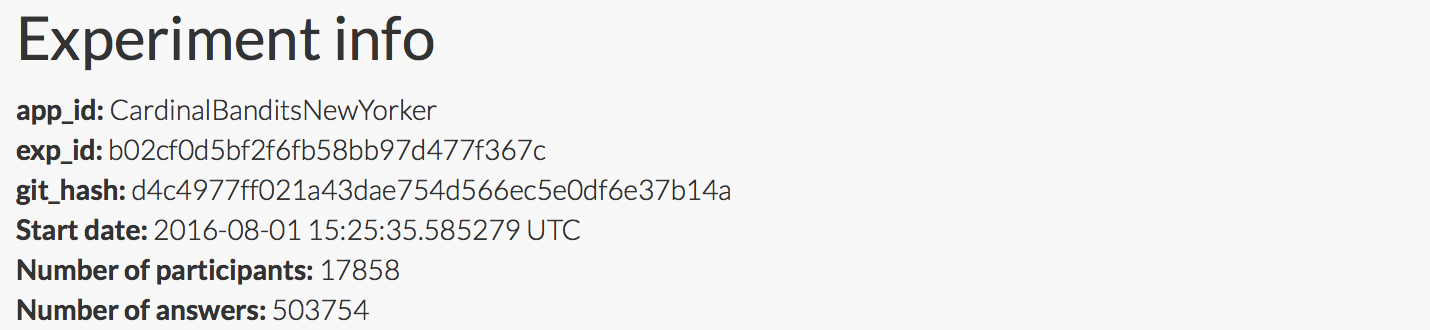 Experiment info
app_id: CardinalBanditsNewYorker
exp_id: b02cf0d5bf2f6fb58bb97d477f367c
git_hash: d4c4977ff021a43dae754d566ec5e0df6e37b14a
Start date: 2016-08-01 15:25:35.585279 UTC
Number of participants: 17858
Number of answers: 503754